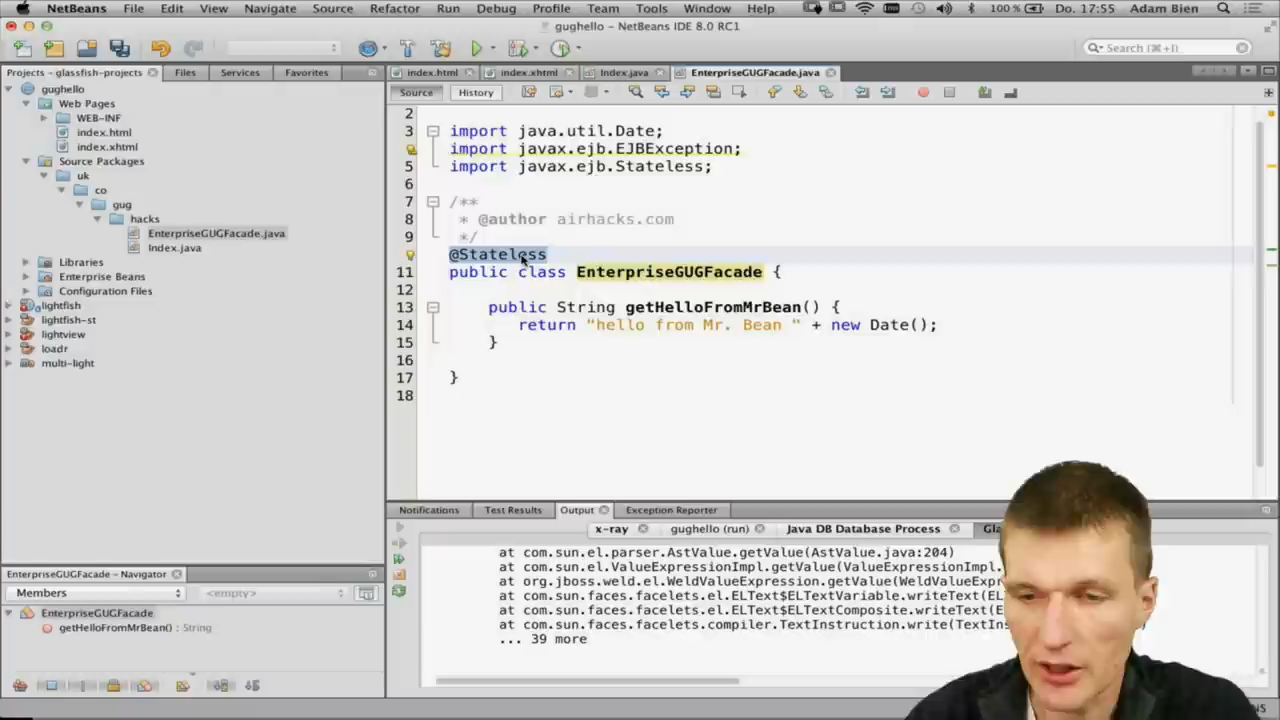 NetBeans File Edit View Navigate Source Refactor Run Debug Profile Team Tools Window Help 100 % Do. 17:55 Adam Bien
gughello - NetBeans IDE 8.0 RC1
Search (⌘+I)
Projects - glassfish-projects Files Services Favorites
index.html index.xhtml Index.java EnterpriseGUGFacade.java
Source History
gughello
Web Pages
WEB-INF
index.html
index.xhtml
Source Packages
uk
co
gug
hacks
EnterpriseGUGFacade.java
Index.java
Libraries
Enterprise Beans
Configuration Files
lightfish
lightfish-st
lightview
loadr
multi-light
2
3 import java.util.Date;
import javax.ejb.EJBException;
5 import javax.ejb.Stateless;
6
7 /**
8 * @author airhacks.com
9 */
@Stateless
11 public class EnterpriseGUGFacade {
12
13 public String getHelloFromMrBean() {
14 return "hello from Mr. Bean " + new Date();
15 }
16
17 }
18
EnterpriseGUGFacade - Navigator
Members <empty>
EnterpriseGUGFacade
getHelloFromMrBean() : String
Notifications Test Results Output Exception Reporter
x-ray gughello (run) Java DB Database Process Gla
at com.sun.el.parser.AstValue.getValue(AstValue.java:204)
at com.sun.el.ValueExpressionImpl.getValue(ValueExpressionImpl.
at org.jboss.weld.el.WeldValueExpression.getValue(WeldValueExpre
at com.sun.faces.facelets.el.ELText$ELTextVariable.writeText(EL
at com.sun.faces.facelets.el.ELText$ELTextComposite.writeText(E
at com.sun.faces.facelets.compiler.TextInstruction.write(TextIns
... 39 more